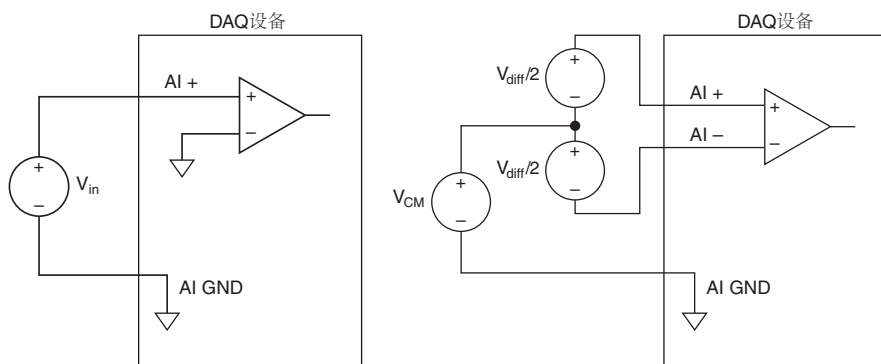 DAQ设备
AI +
+
−
+
V_in
−
AI GND
DAQ设备
+
V_diff/2
−
AI +
+
AI −
−
+
V_diff/2
−
+
V_CM
−
AI GND